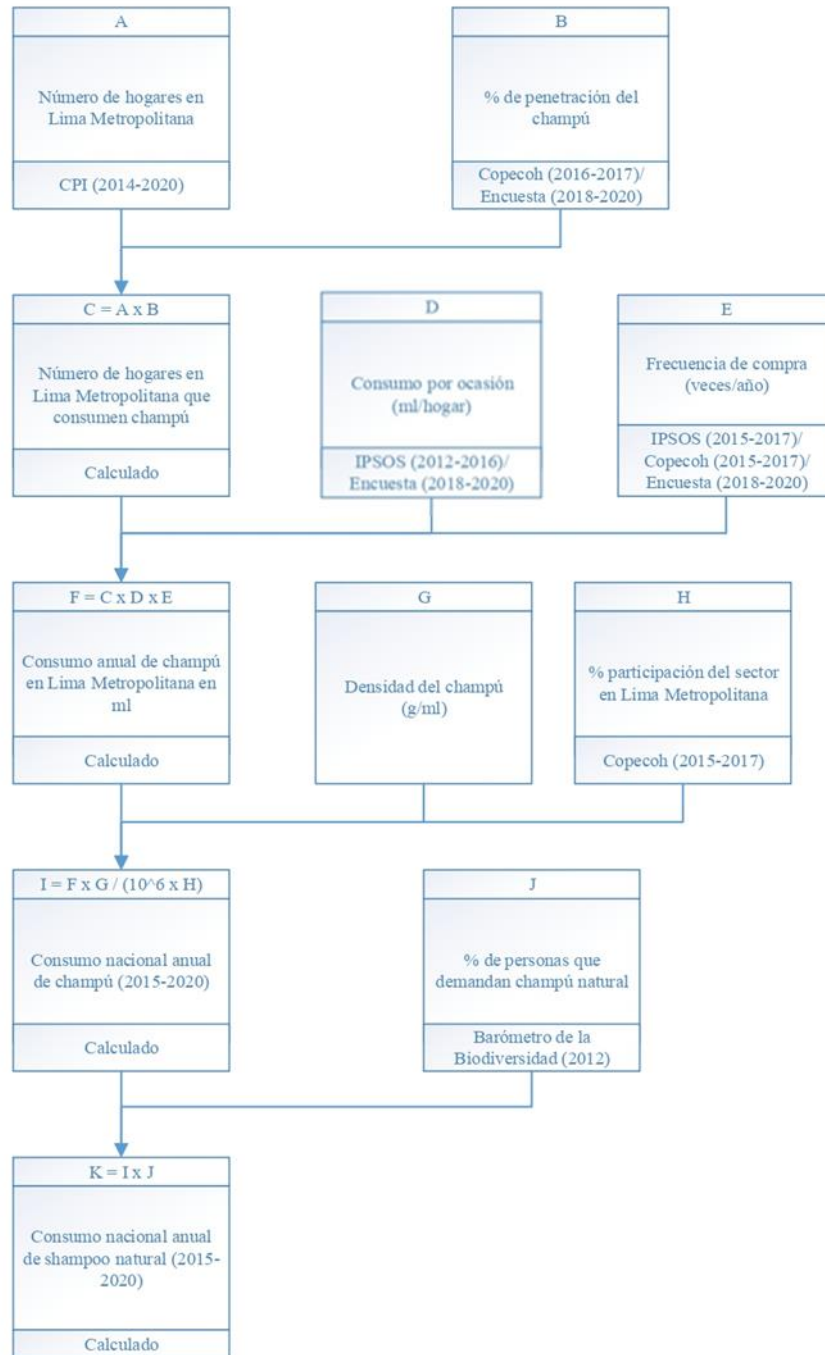 A
Número de hogares en
Lima Metropolitana
CPI (2014-2020)
B
% de penetración del
champú
Copecoh (2016-2017)/
Encuesta (2018-2020)
C = A x B
Número de hogares en
Lima Metropolitana que
consumen champú
Calculado
D
Consumo por ocasión
(ml/hogar)
IPSOS (2012-2016)/
Encuesta (2018-2020)
E
Frecuencia de compra
(veces/año)
IPSOS (2015-2017)/
Copecoh (2015-2017)/
Encuesta (2018-2020)
F = C x D x E
Consumo anual de champú
en Lima Metropolitana en
ml
Calculado
G
Densidad del champú
(g/ml)
H
% participación del sector
en Lima Metropolitana
Copecoh (2015-2017)
I = F x G / (10^6 x H)
Consumo nacional anual
de champú (2015-2020)
Calculado
J
% de personas que
demandan champú natural
Barómetro de la
Biodiversidad (2012)
K = I x J
Consumo nacional anual
de shampoo natural (2015-
2020)
Calculado